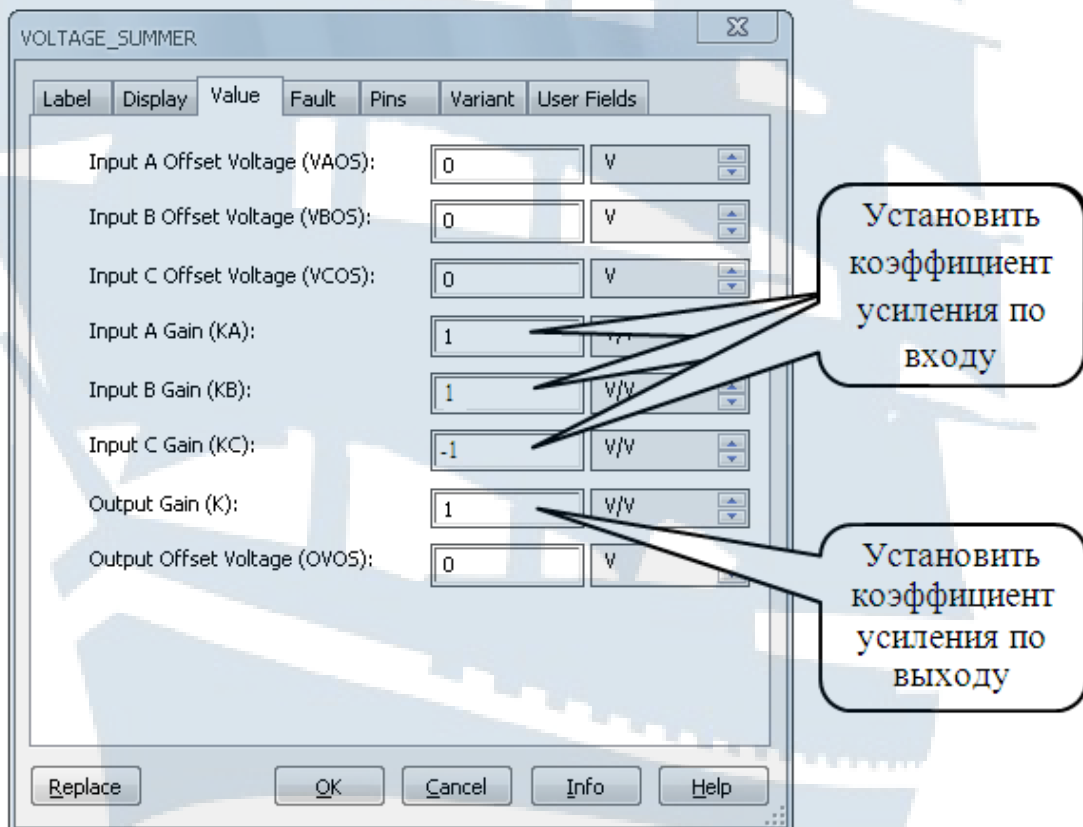 VOLTAGE_SUMMER
Label Display Value Fault Pins Variant User Fields
Input A Offset Voltage (VAOS): 0 V
Input B Offset Voltage (VBOS): 0 V
Input C Offset Voltage (VCOS): 0 V
Input A Gain (KA): 1
Input B Gain (KB): 1 V/V
Input C Gain (KC): -1 V/V
Output Gain (K): 1 V/V
Output Offset Voltage (OVOS): 0 V
Replace OK Cancel Info Help
Установить
коэффициент
усиления по
входу
Установить
коэффициент
усиления по
выходу